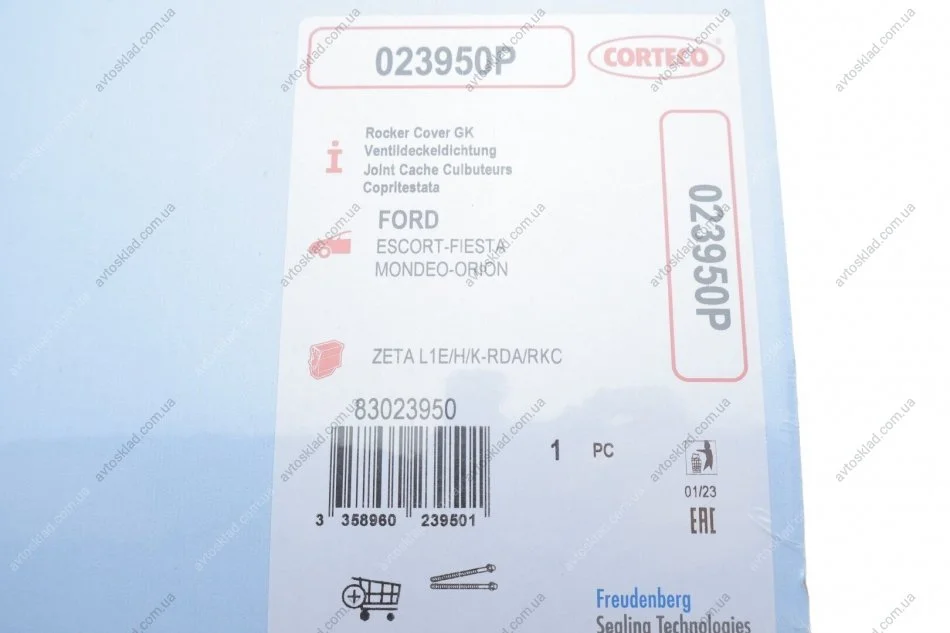 023950P
CORTECO
Rocker Cover GK
Ventildeckeldichtung
Joint Cache Culbuteurs
Copritestata
FORD
ESCORT-FIESTA
MONDEO-ORION
023950P
ZETA L1E/H/K-RDA/RKC
83023950
1 PC
3 358960 239501
01/23
EAC
Freudenberg
Sealing Technologies
avtosklad.com.ua